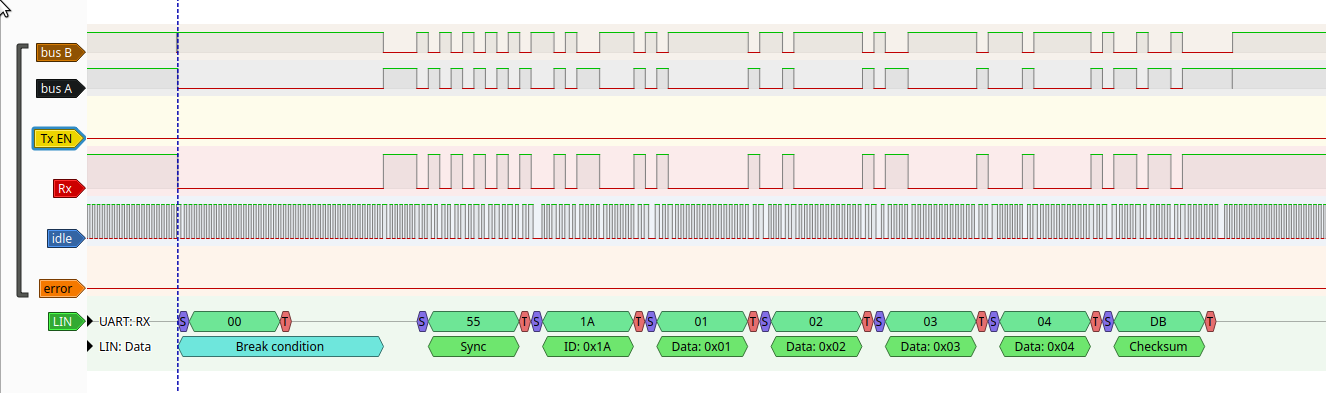 bus B
bus A
Tx EN
Rx
idle
error
LIN UART: RX S 00 T S 55 T S 1A T S 01 T S 02 T S 03 T S 04 T S DB T
LIN: Data Break condition Sync ID: 0x1A Data: 0x01 Data: 0x02 Data: 0x03 Data: 0x04 Checksum